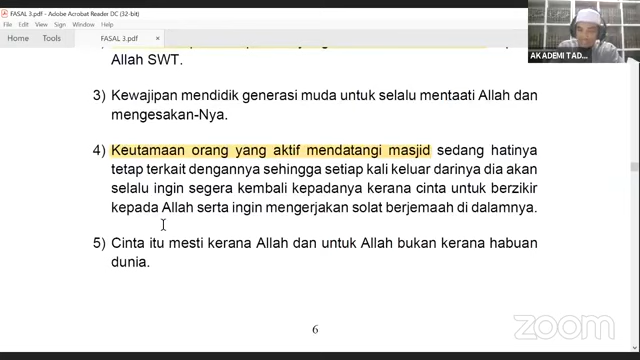 FASAL 3.pdf - Adobe Acrobat Reader DC (32-bit)
File Edit View Sign Window Help
Home Tools FASAL 3.pdf ×
AKADEMI TAD...
Allah SWT.
3) Kewajipan mendidik generasi muda untuk selalu mentaati Allah dan
mengesakan-Nya.
4) Keutamaan orang yang aktif mendatangi masjid sedang hatinya
tetap terkait dengannya sehingga setiap kali keluar darinya dia akan
selalu ingin segera kembali kepadanya kerana cinta untuk berzikir
kepada Allah serta ingin mengerjakan solat berjemaah di dalamnya.
5) Cinta itu mesti kerana Allah dan untuk Allah bukan kerana habuan
dunia.
6
zoom